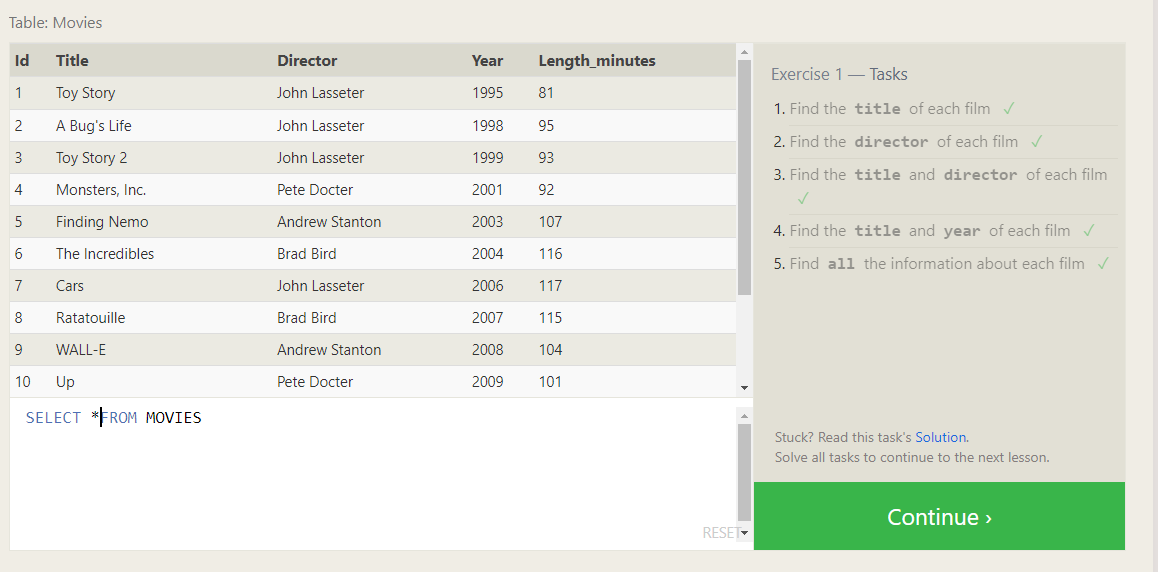 Table: Movies
Id Title Director Year Length_minutes
1 Toy Story John Lasseter 1995 81
2 A Bug's Life John Lasseter 1998 95
3 Toy Story 2 John Lasseter 1999 93
4 Monsters, Inc. Pete Docter 2001 92
5 Finding Nemo Andrew Stanton 2003 107
6 The Incredibles Brad Bird 2004 116
7 Cars John Lasseter 2006 117
8 Ratatouille Brad Bird 2007 115
9 WALL-E Andrew Stanton 2008 104
10 Up Pete Docter 2009 101
SELECT *FROM MOVIES
RESET
Exercise 1 — Tasks
1. Find the title of each film ✓
2. Find the director of each film ✓
3. Find the title and director of each film
✓
4. Find the title and year of each film ✓
5. Find all the information about each film ✓
Stuck? Read this task's Solution.
Solve all tasks to continue to the next lesson.
Continue ›